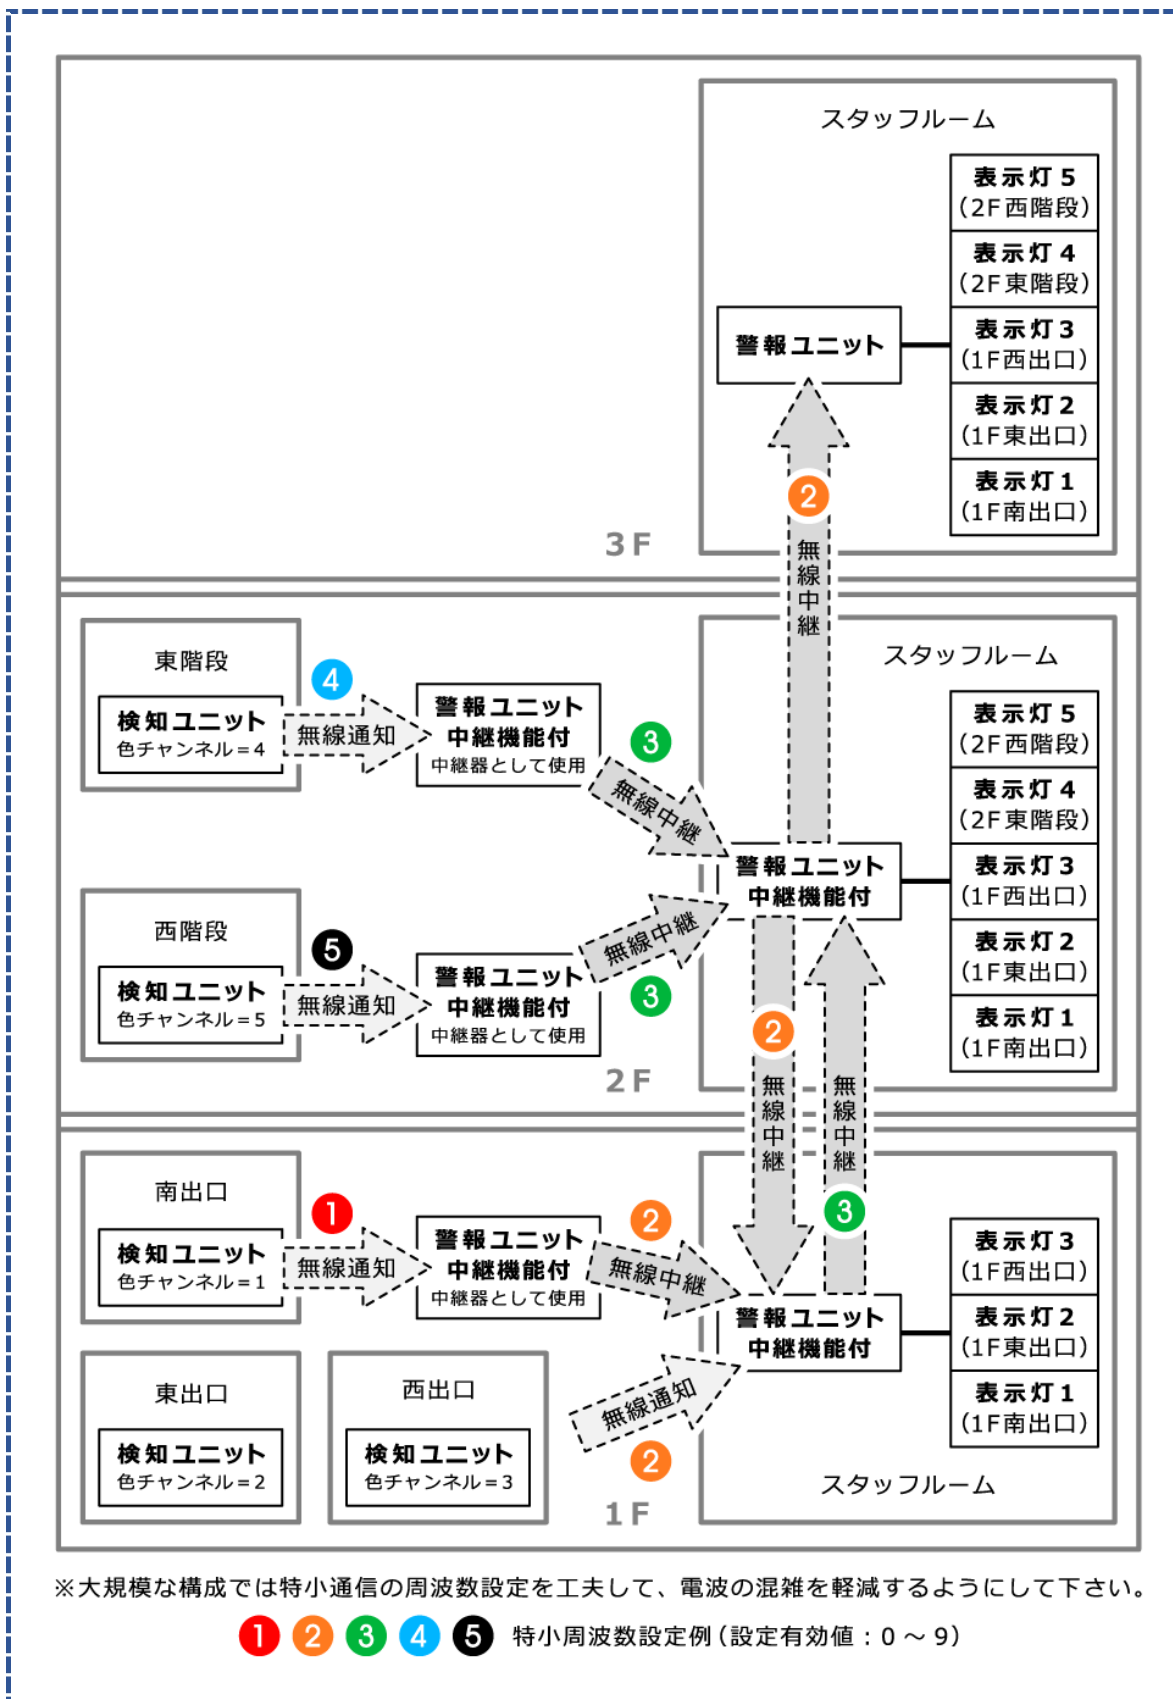 スタッフルーム
表示灯5
(2F西階段)
表示灯4
(2F東階段)
表示灯3
(1F西出口)
表示灯2
(1F東出口)
表示灯1
(1F南出口)
警報ユニット
2
無線中継
3F
東階段
検知ユニット
色チャンネル=4
4
無線通知
警報ユニット
中継機能付
中継器として使用
3
無線中継
西階段
検知ユニット
色チャンネル=5
5
無線通知
警報ユニット
中継機能付
中継器として使用
無線中継
3
スタッフルーム
警報ユニット
中継機能付
表示灯5
(2F西階段)
表示灯4
(2F東階段)
表示灯3
(1F西出口)
表示灯2
(1F東出口)
表示灯1
(1F南出口)
2F
2
無線中継
無線中継
3
南出口
検知ユニット
色チャンネル=1
1
無線通知
警報ユニット
中継機能付
中継器として使用
2
無線中継
東出口
検知ユニット
色チャンネル=2
西出口
検知ユニット
色チャンネル=3
無線通知
2
警報ユニット
中継機能付
表示灯3
(1F西出口)
表示灯2
(1F東出口)
表示灯1
(1F南出口)
スタッフルーム
1F
※大規模な構成では特小通信の周波数設定を工夫して、電波の混雑を軽減するようにして下さい。
1 2 3 4 5 特小周波数設定例(設定有効値:0~9)